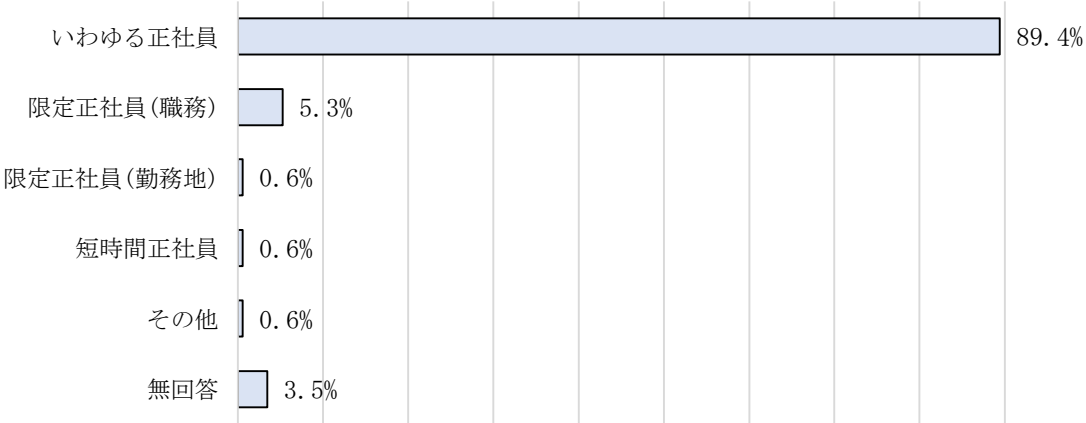 いわゆる正社員 89.4%
限定正社員(職務) 5.3%
限定正社員(勤務地) 0.6%
短時間正社員 0.6%
その他 0.6%
無回答 3.5%